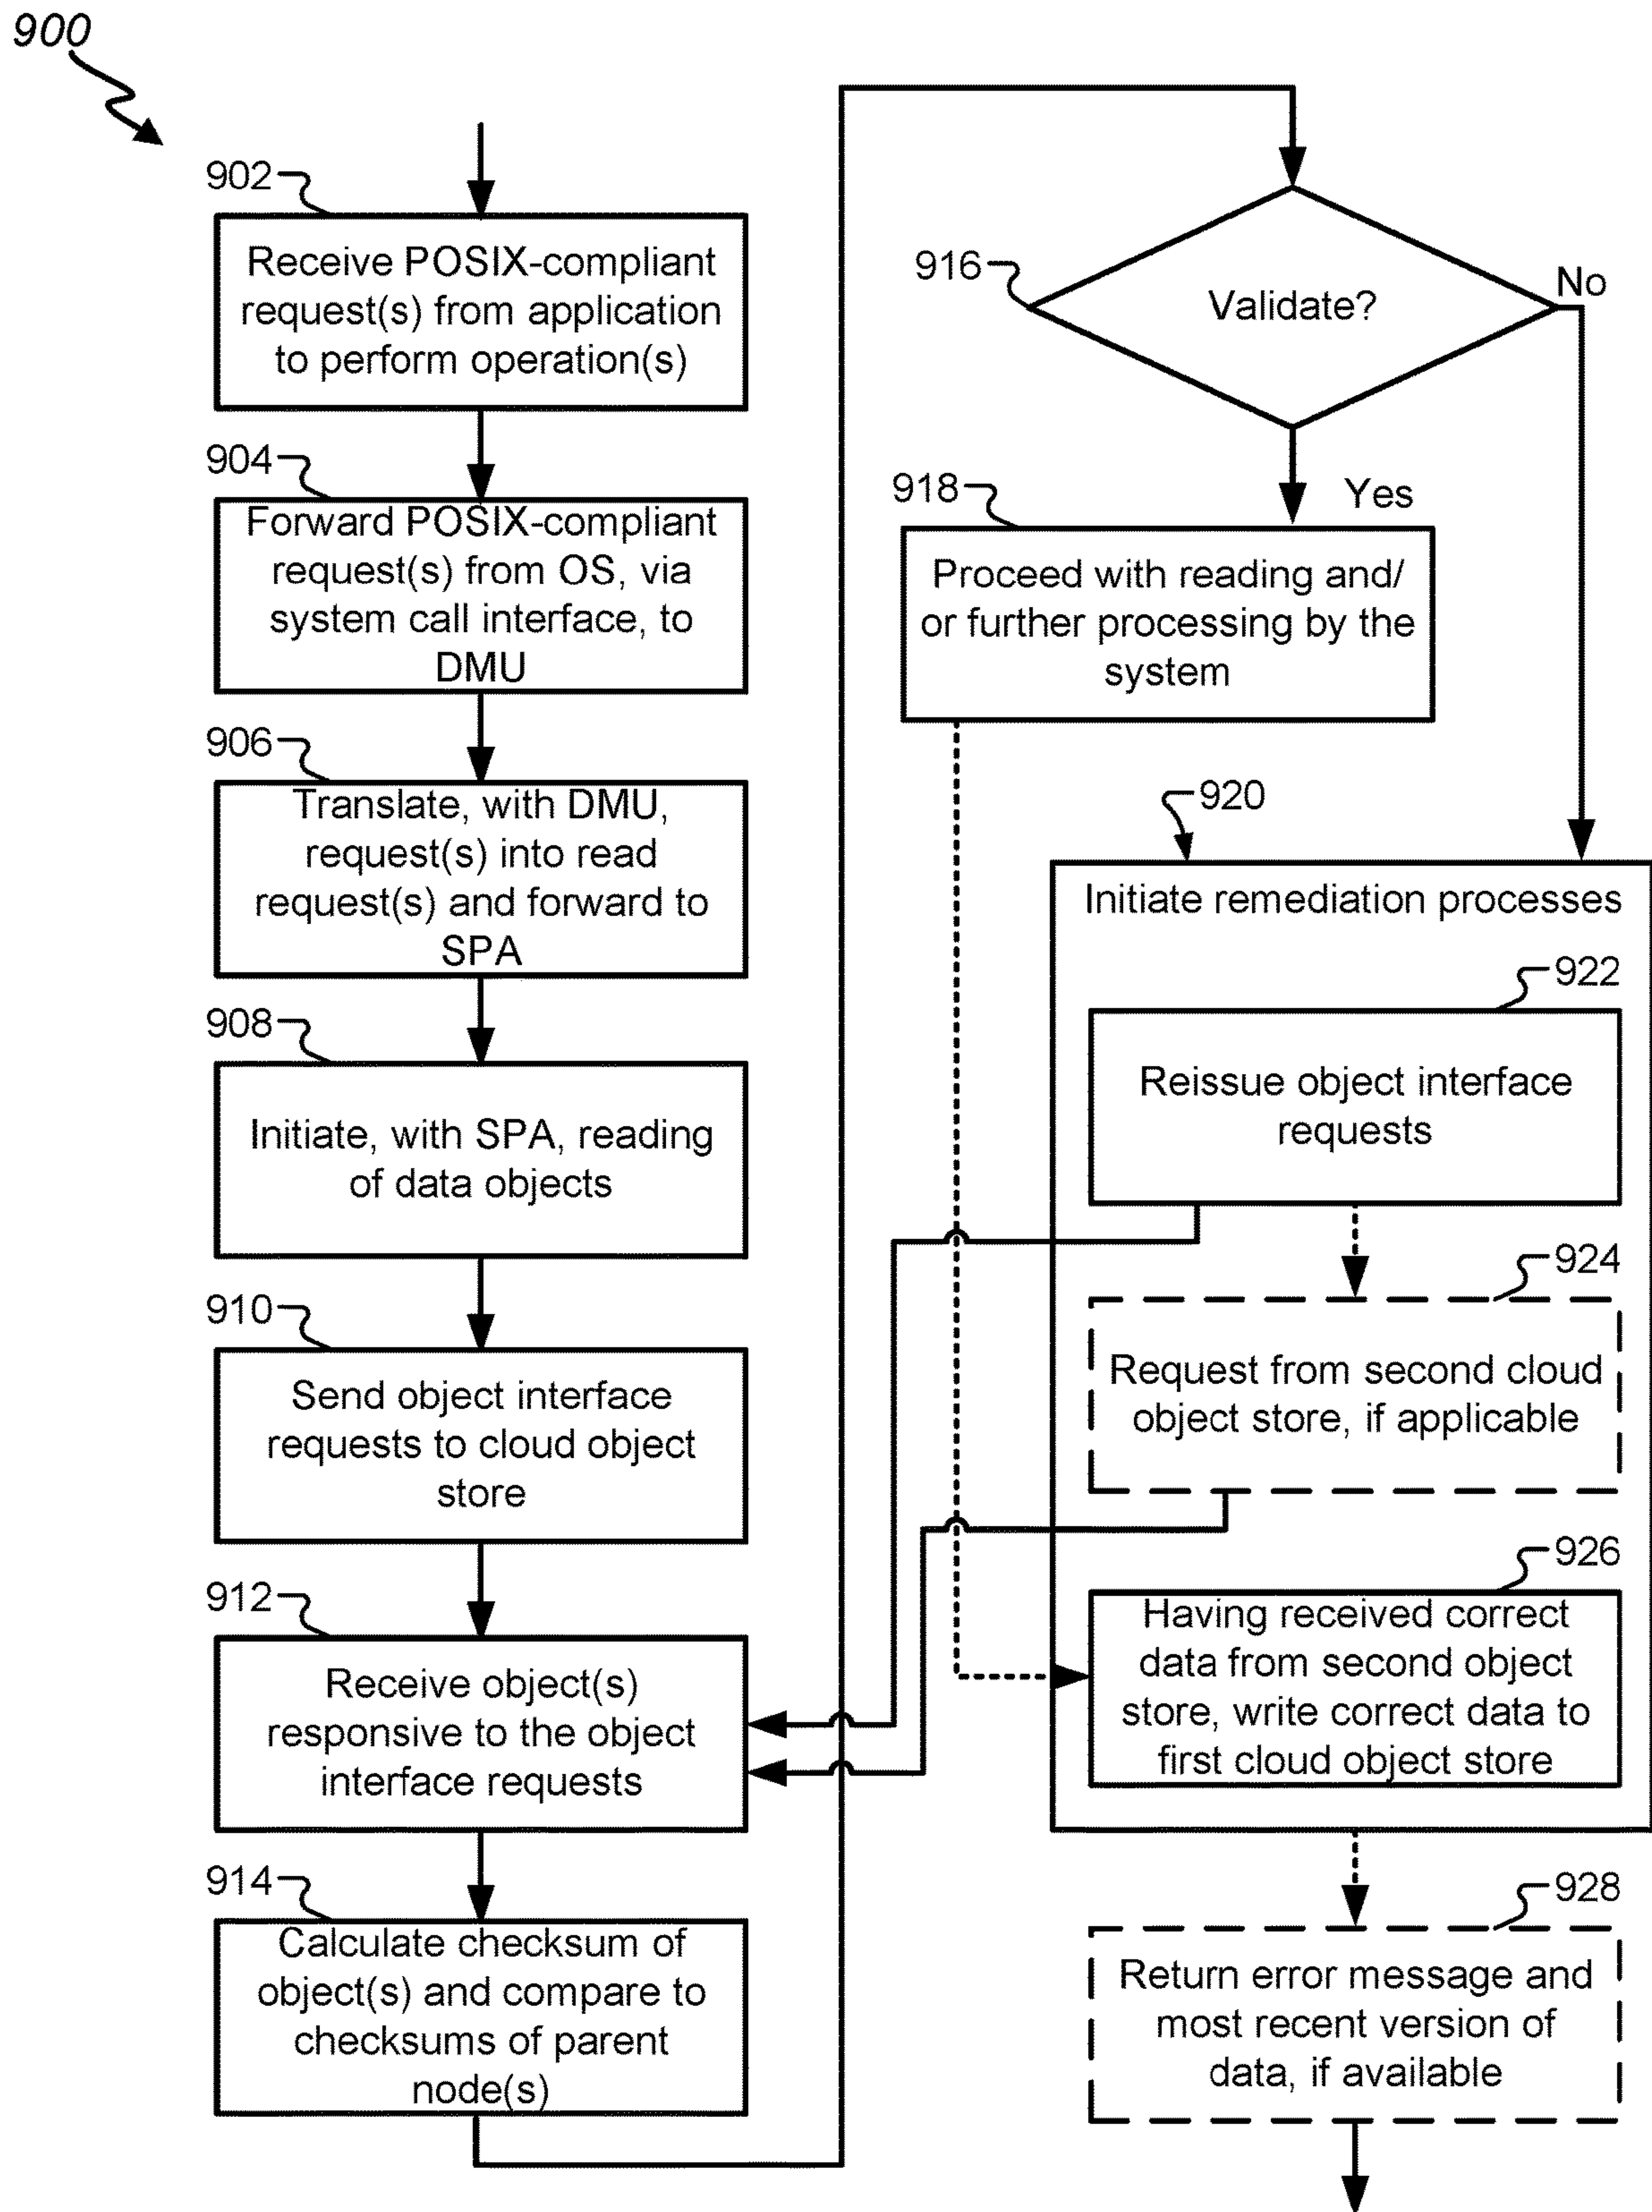 900
902
Receive POSIX-compliant
request(s) from application
to perform operation(s)
904
Forward POSIX-compliant
request(s) from OS, via
system call interface, to
DMU
906
Translate, with DMU,
request(s) into read
request(s) and forward to
SPA
908
Initiate, with SPA, reading
of data objects
910
Send object interface
requests to cloud object
store
912
Receive object(s)
responsive to the object
interface requests
914
Calculate checksum of
object(s) and compare to
checksums of parent
node(s)
916
Validate?
No
Yes
918
Proceed with reading and/
or further processing by the
system
920
Initiate remediation processes
922
Reissue object interface
requests
924
Request from second cloud
object store, if applicable
926
Having received correct
data from second object
store, write correct data to
first cloud object store
928
Return error message and
most recent version of
data, if available